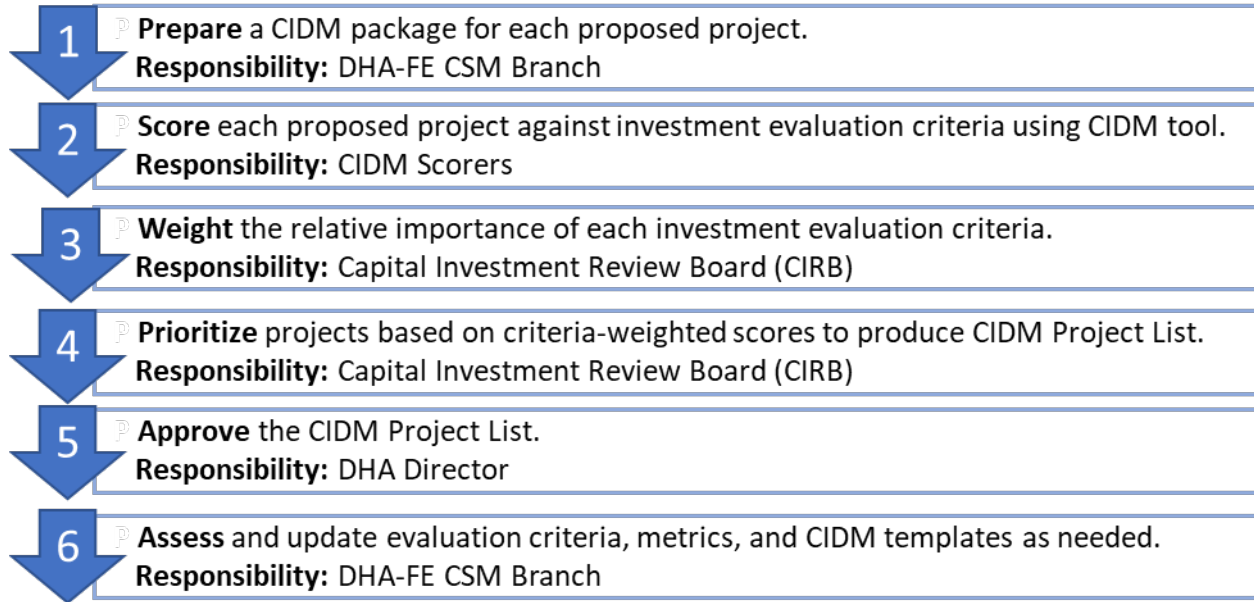 1
Prepare a CIDM package for each proposed project.
Responsibility: DHA-FE CSM Branch
2
Score each proposed project against investment evaluation criteria using CIDM tool.
Responsibility: CIDM Scorers
3
Weight the relative importance of each investment evaluation criteria.
Responsibility: Capital Investment Review Board (CIRB)
4
Prioritize projects based on criteria-weighted scores to produce CIDM Project List.
Responsibility: Capital Investment Review Board (CIRB)
5
Approve the CIDM Project List.
Responsibility: DHA Director
6
Assess and update evaluation criteria, metrics, and CIDM templates as needed.
Responsibility: DHA-FE CSM Branch